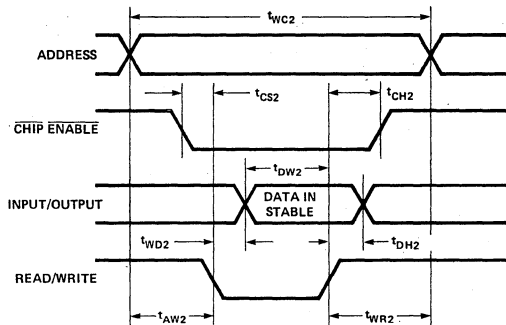 tWC2
ADDRESS
tCS2
tCH2
CHIP ENABLE
tDW2
INPUT/OUTPUT
DATA IN
STABLE
tWD2
tDH2
READ/WRITE
tAW2
tWR2